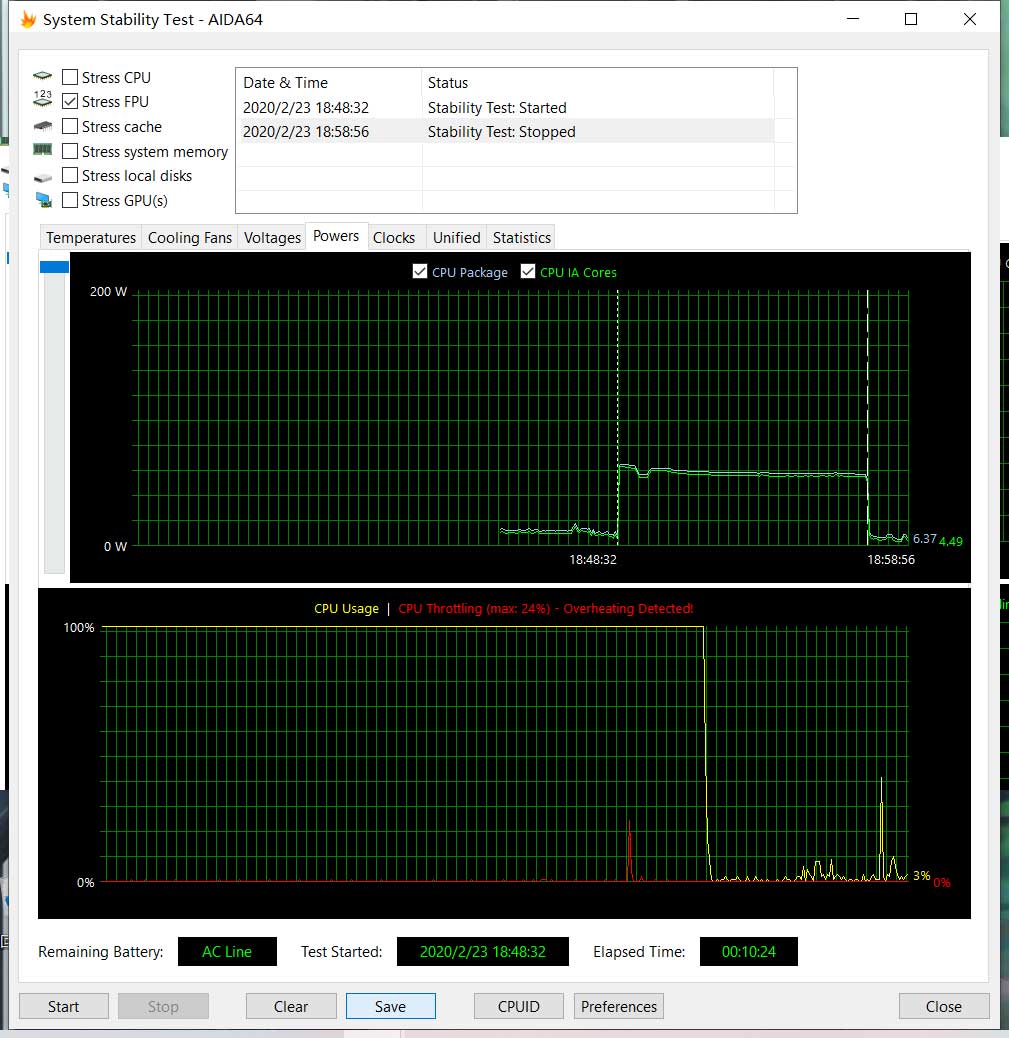 System Stability Test - AIDA64
Stress CPU
123
Stress FPU
Stress cache
Stress system memory
Stress local disks
Stress GPU(s)
Date & Time Status
2020/2/23 18:48:32 Stability Test: Started
2020/2/23 18:58:56 Stability Test: Stopped
Temperatures Cooling Fans Voltages Powers Clocks Unified Statistics
CPU Package CPU IA Cores
200 W
0 W
6.37 4.49
18:48:32 18:58:56
CPU Usage | CPU Throttling (max: 24%) - Overheating Detected!
100%
0%
3% 0%
Remaining Battery: AC Line Test Started: 2020/2/23 18:48:32 Elapsed Time: 00:10:24
Start Stop Clear Save CPUID Preferences Close